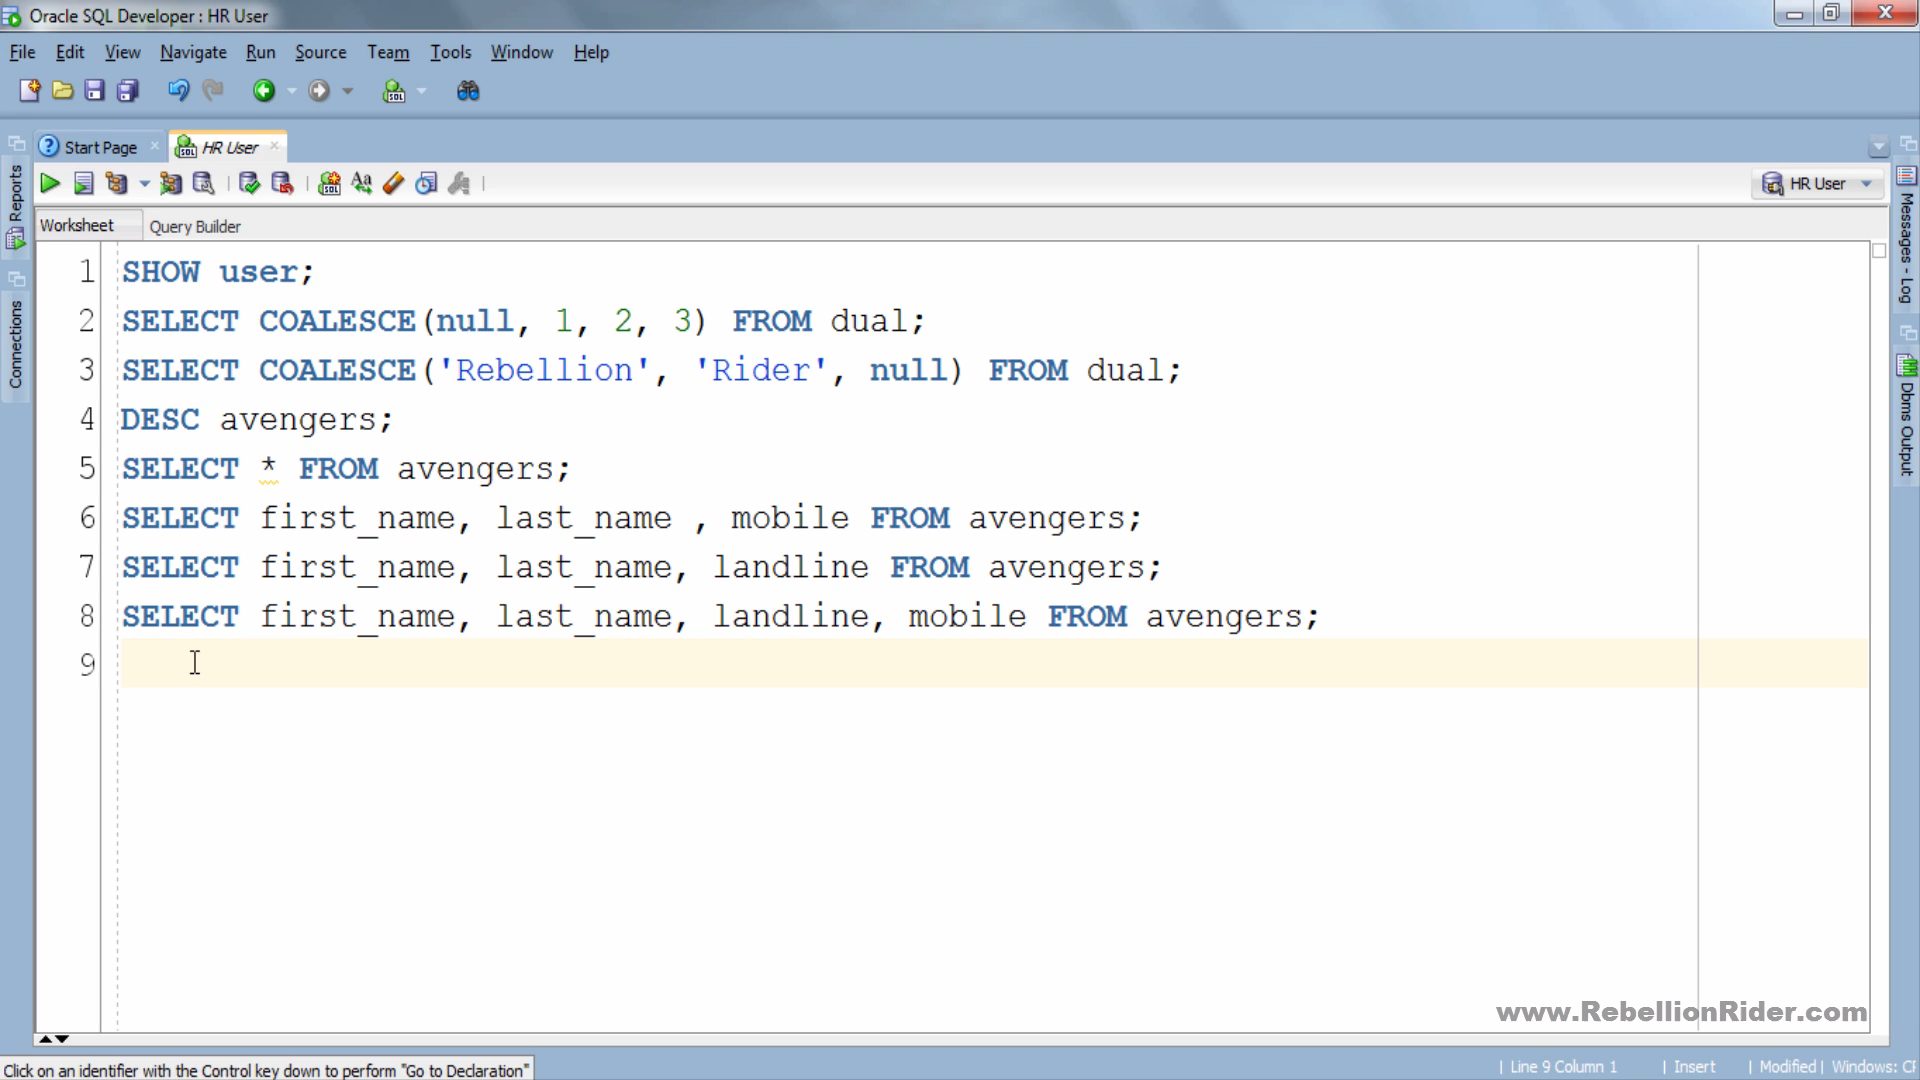 Oracle SQL Developer : HR User
File Edit View Navigate Run Source Team Tools Window Help
Start Page HR User
HR User
Worksheet Query Builder
Reports
Connections
Messages - Log
Dbms Output
1 SHOW user;
2 SELECT COALESCE(null, 1, 2, 3) FROM dual;
3 SELECT COALESCE('Rebellion', 'Rider', null) FROM dual;
4 DESC avengers;
5 SELECT * FROM avengers;
6 SELECT first_name, last_name , mobile FROM avengers;
7 SELECT first_name, last_name, landline FROM avengers;
8 SELECT first_name, last_name, landline, mobile FROM avengers;
9
www.RebellionRider.com
Click on an identifier with the Control key down to perform "Go to Declaration"
| Line 9 Column 1 | Insert | Modified | Windows: